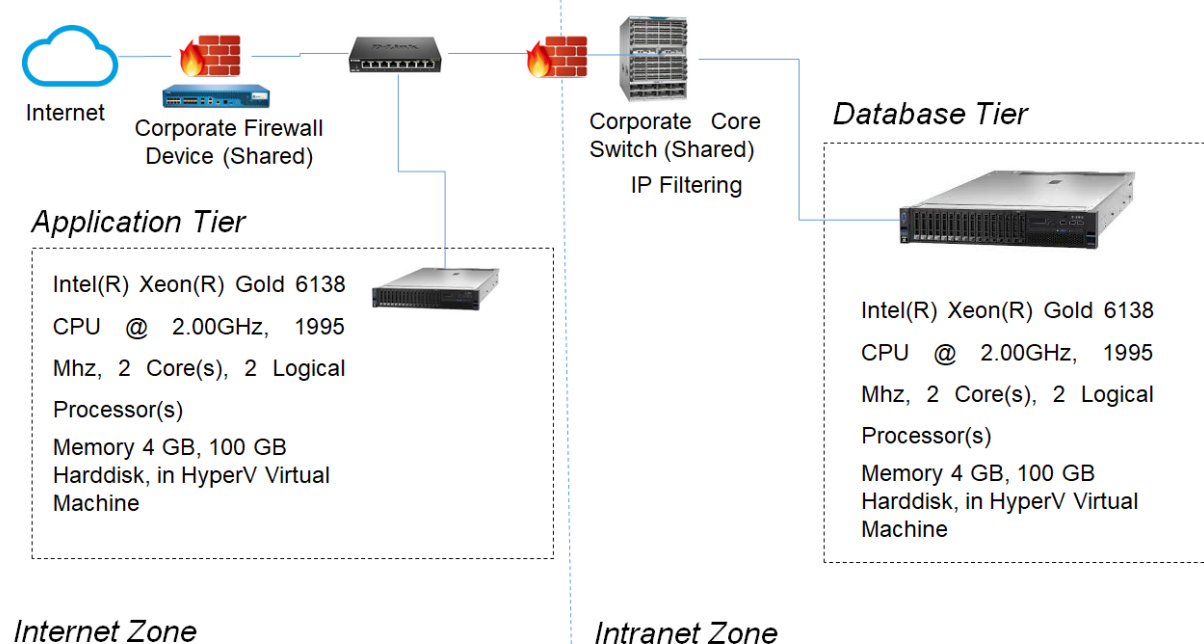 D-Link
Internet
Corporate Firewall
Device (Shared)
Corporate Core
Switch (Shared)
IP Filtering
Database Tier
Application Tier
Intel(R) Xeon(R) Gold 6138
CPU @ 2.00GHz, 1995
Mhz, 2 Core(s), 2 Logical
Processor(s)
Memory 4 GB, 100 GB
Harddisk, in HyperV Virtual
Machine
Intel(R) Xeon(R) Gold 6138
CPU @ 2.00GHz, 1995
Mhz, 2 Core(s), 2 Logical
Processor(s)
Memory 4 GB, 100 GB
Harddisk, in HyperV Virtual
Machine
Internet Zone
Intranet Zone